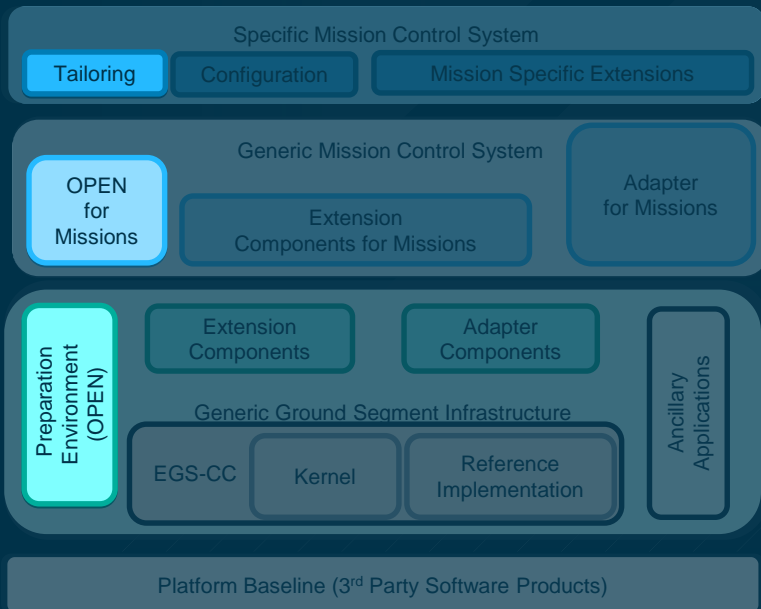 Specific Mission Control System
Tailoring
Configuration
Mission Specific Extensions
Generic Mission Control System
OPEN
for
Missions
Extension
Components for Missions
Adapter
for Missions
Preparation
Environment
(OPEN)
Extension
Components
Adapter
Components
Ancillary
Applications
Generic Ground Segment Infrastructure
EGS-CC
Kernel
Reference
Implementation
Platform Baseline (3rd Party Software Products)